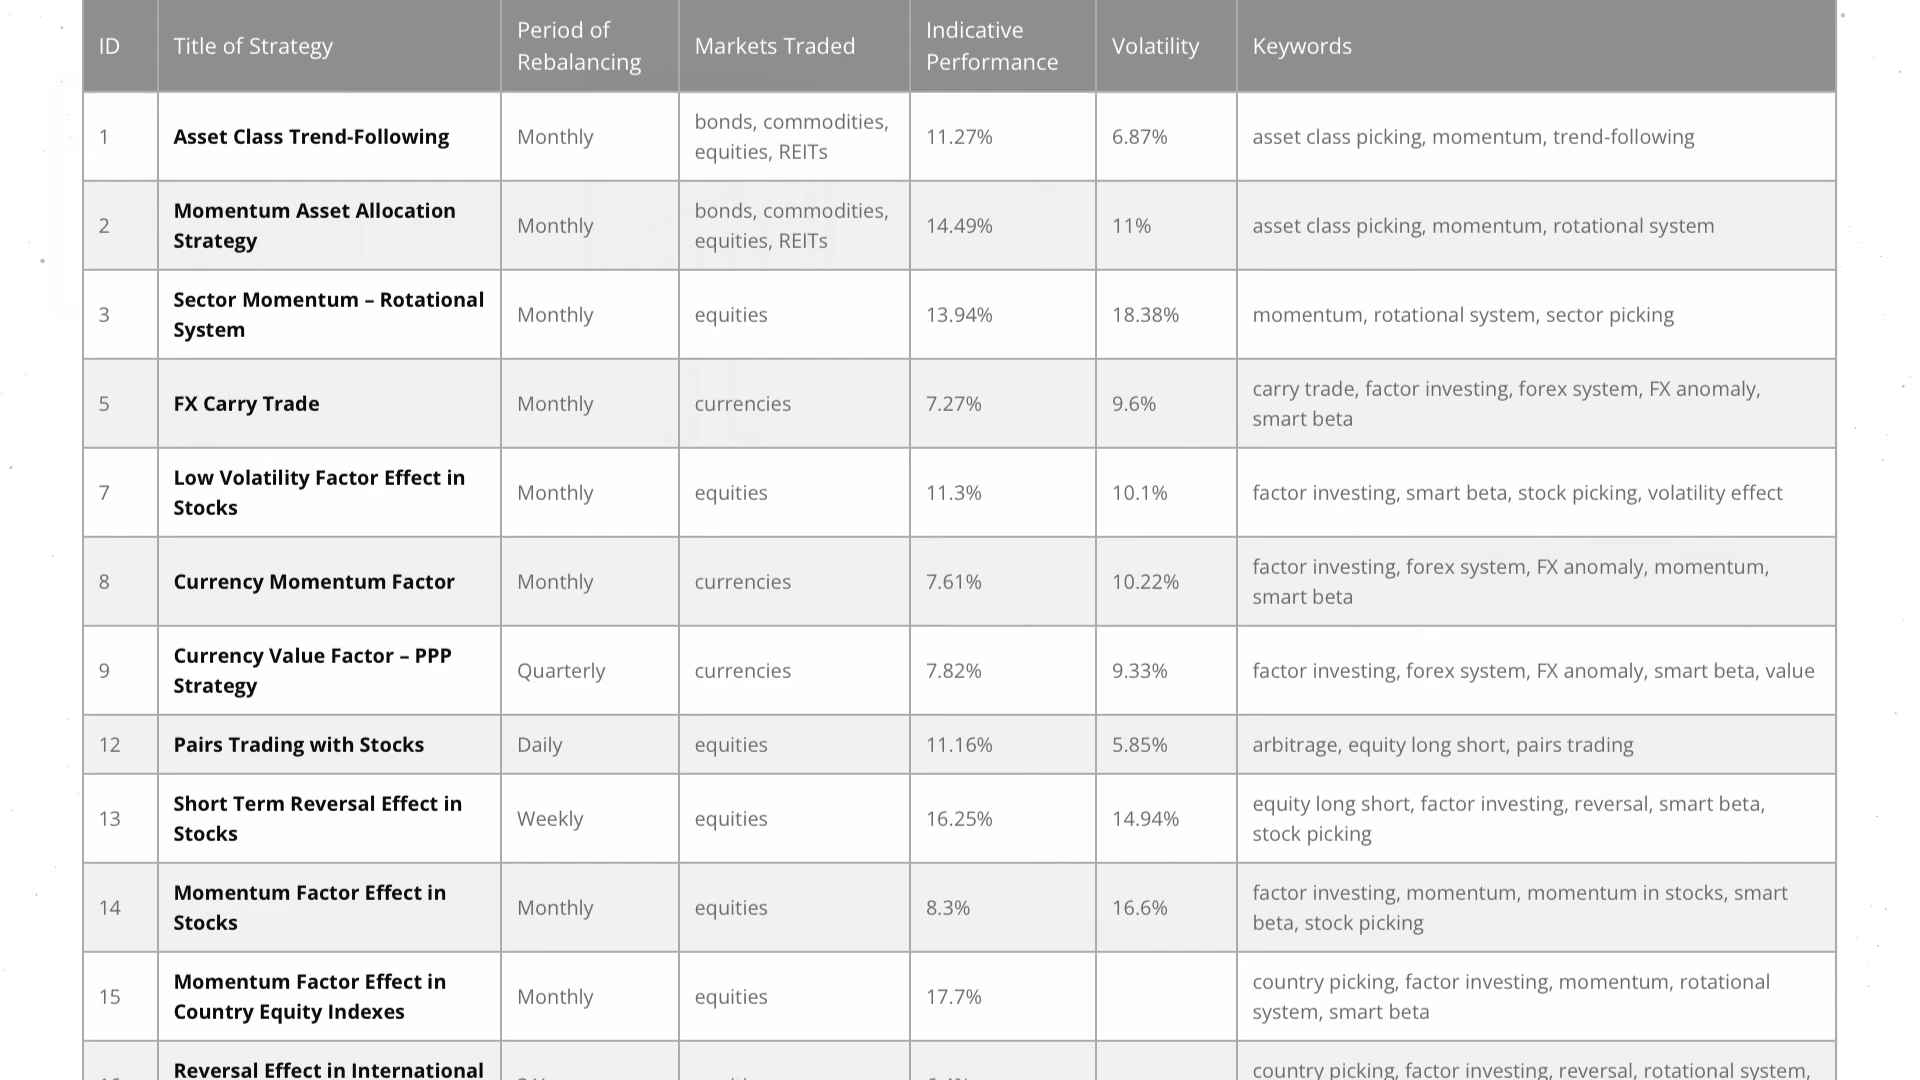 ID
Title of Strategy
Period of
Rebalancing
Markets Traded
Indicative
Performance
Volatility
Keywords
1
Asset Class Trend-Following
Monthly
bonds, commodities,
equities, REITs
11.27%
6.87%
asset class picking, momentum, trend-following
2
Momentum Asset Allocation
Strategy
Monthly
bonds, commodities,
equities, REITs
14.49%
11%
asset class picking, momentum, rotational system
3
Sector Momentum – Rotational
System
Monthly
equities
13.94%
18.38%
momentum, rotational system, sector picking
5
FX Carry Trade
Monthly
currencies
7.27%
9.6%
carry trade, factor investing, forex system, FX anomaly,
smart beta
7
Low Volatility Factor Effect in
Stocks
Monthly
equities
11.3%
10.1%
factor investing, smart beta, stock picking, volatility effect
8
Currency Momentum Factor
Monthly
currencies
7.61%
10.22%
factor investing, forex system, FX anomaly, momentum,
smart beta
9
Currency Value Factor – PPP
Strategy
Quarterly
currencies
7.82%
9.33%
factor investing, forex system, FX anomaly, smart beta, value
12
Pairs Trading with Stocks
Daily
equities
11.16%
5.85%
arbitrage, equity long short, pairs trading
13
Short Term Reversal Effect in
Stocks
Weekly
equities
16.25%
14.94%
equity long short, factor investing, reversal, smart beta,
stock picking
14
Momentum Factor Effect in
Stocks
Monthly
equities
8.3%
16.6%
factor investing, momentum, momentum in stocks, smart
beta, stock picking
15
Momentum Factor Effect in
Country Equity Indexes
Monthly
equities
17.7%
country picking, factor investing, momentum, rotational
system, smart beta
Reversal Effect in International
country picking, factor investing, reversal, rotational system,